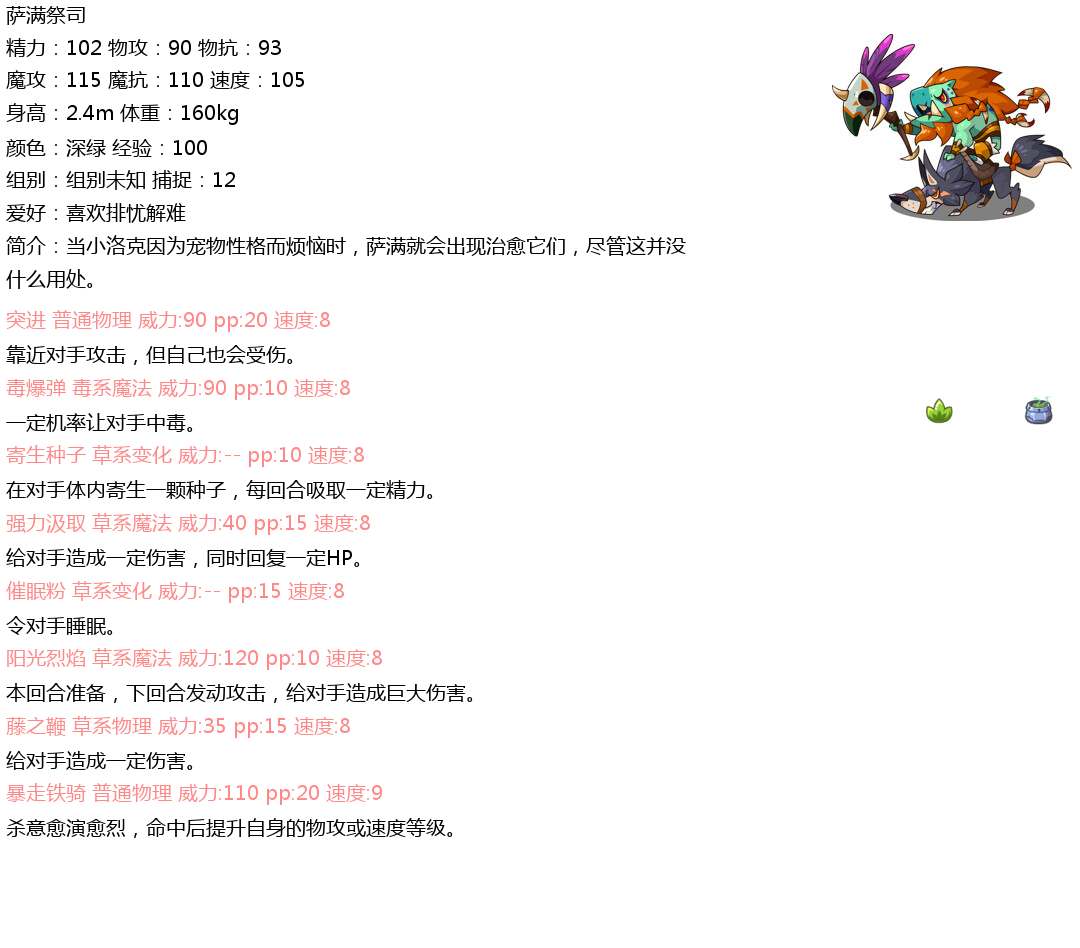 萨满祭司
精力：102 物攻：90 物抗：93
魔攻：115 魔抗：110 速度：105
身高：2.4m 体重：160kg
颜色：深绿 经验：100
组别：组别未知 捕捉：12
爱好：喜欢排忧解难
简介：当小洛克因为宠物性格而烦恼时，萨满就会出现治愈它们，尽管这并没
什么用处。
突进 普通物理 威力:90 pp:20 速度:8
靠近对手攻击，但自己也会受伤。
毒爆弹 毒系魔法 威力:90 pp:10 速度:8
一定机率让对手中毒。
寄生种子 草系变化 威力:-- pp:10 速度:8
在对手体内寄生一颗种子，每回合吸取一定精力。
强力汲取 草系魔法 威力:40 pp:15 速度:8
给对手造成一定伤害，同时回复一定HP。
催眠粉 草系变化 威力:-- pp:15 速度:8
令对手睡眠。
阳光烈焰 草系魔法 威力:120 pp:10 速度:8
本回合准备，下回合发动攻击，给对手造成巨大伤害。
藤之鞭 草系物理 威力:35 pp:15 速度:8
给对手造成一定伤害。
暴走铁骑 普通物理 威力:110 pp:20 速度:9
杀意愈演愈烈，命中后提升自身的物攻或速度等级。